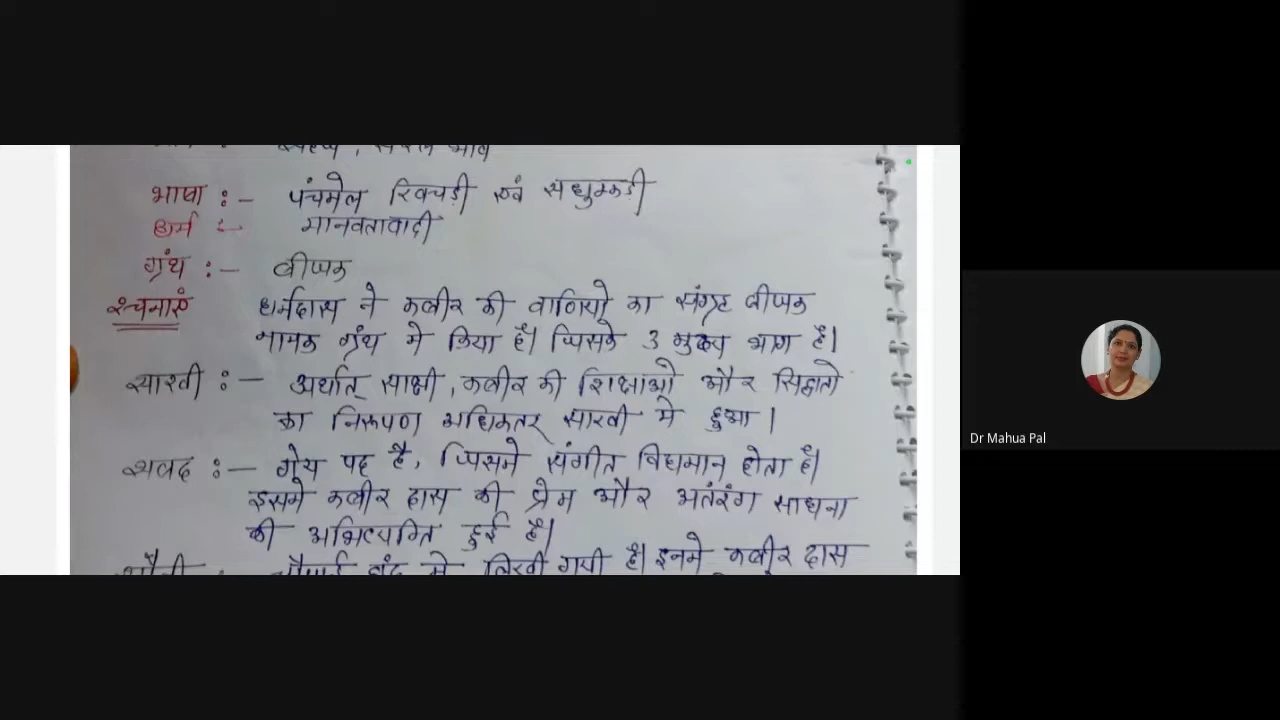 सरल भाव
भाषा :- पंचमेल खिचड़ी एवं सधुक्कड़ी
धर्म :- मानवतावादी
ग्रंथ :- बीजक
रचनाएं धर्मदास ने कबीर की वाणियो का संग्रह बीजक
नामक ग्रंथ मे किया है। जिसके 3 मुख्य भाग है।
साखी :- अर्थात् साक्षी, कबीर की शिक्षाओ और सिद्धातो
का निरूपण अधिकतर साखी मे हुआ।
सबद :- गेय पद है, जिसमे संगीत विद्यमान होता है।
इसमे कबीर दास की प्रेम और अतंरंग साधना
की अभिव्यक्ति हुई है।
चौपाई छंद मे लिखी गयी है। इनमे कबीर दास
Dr Mahua Pal